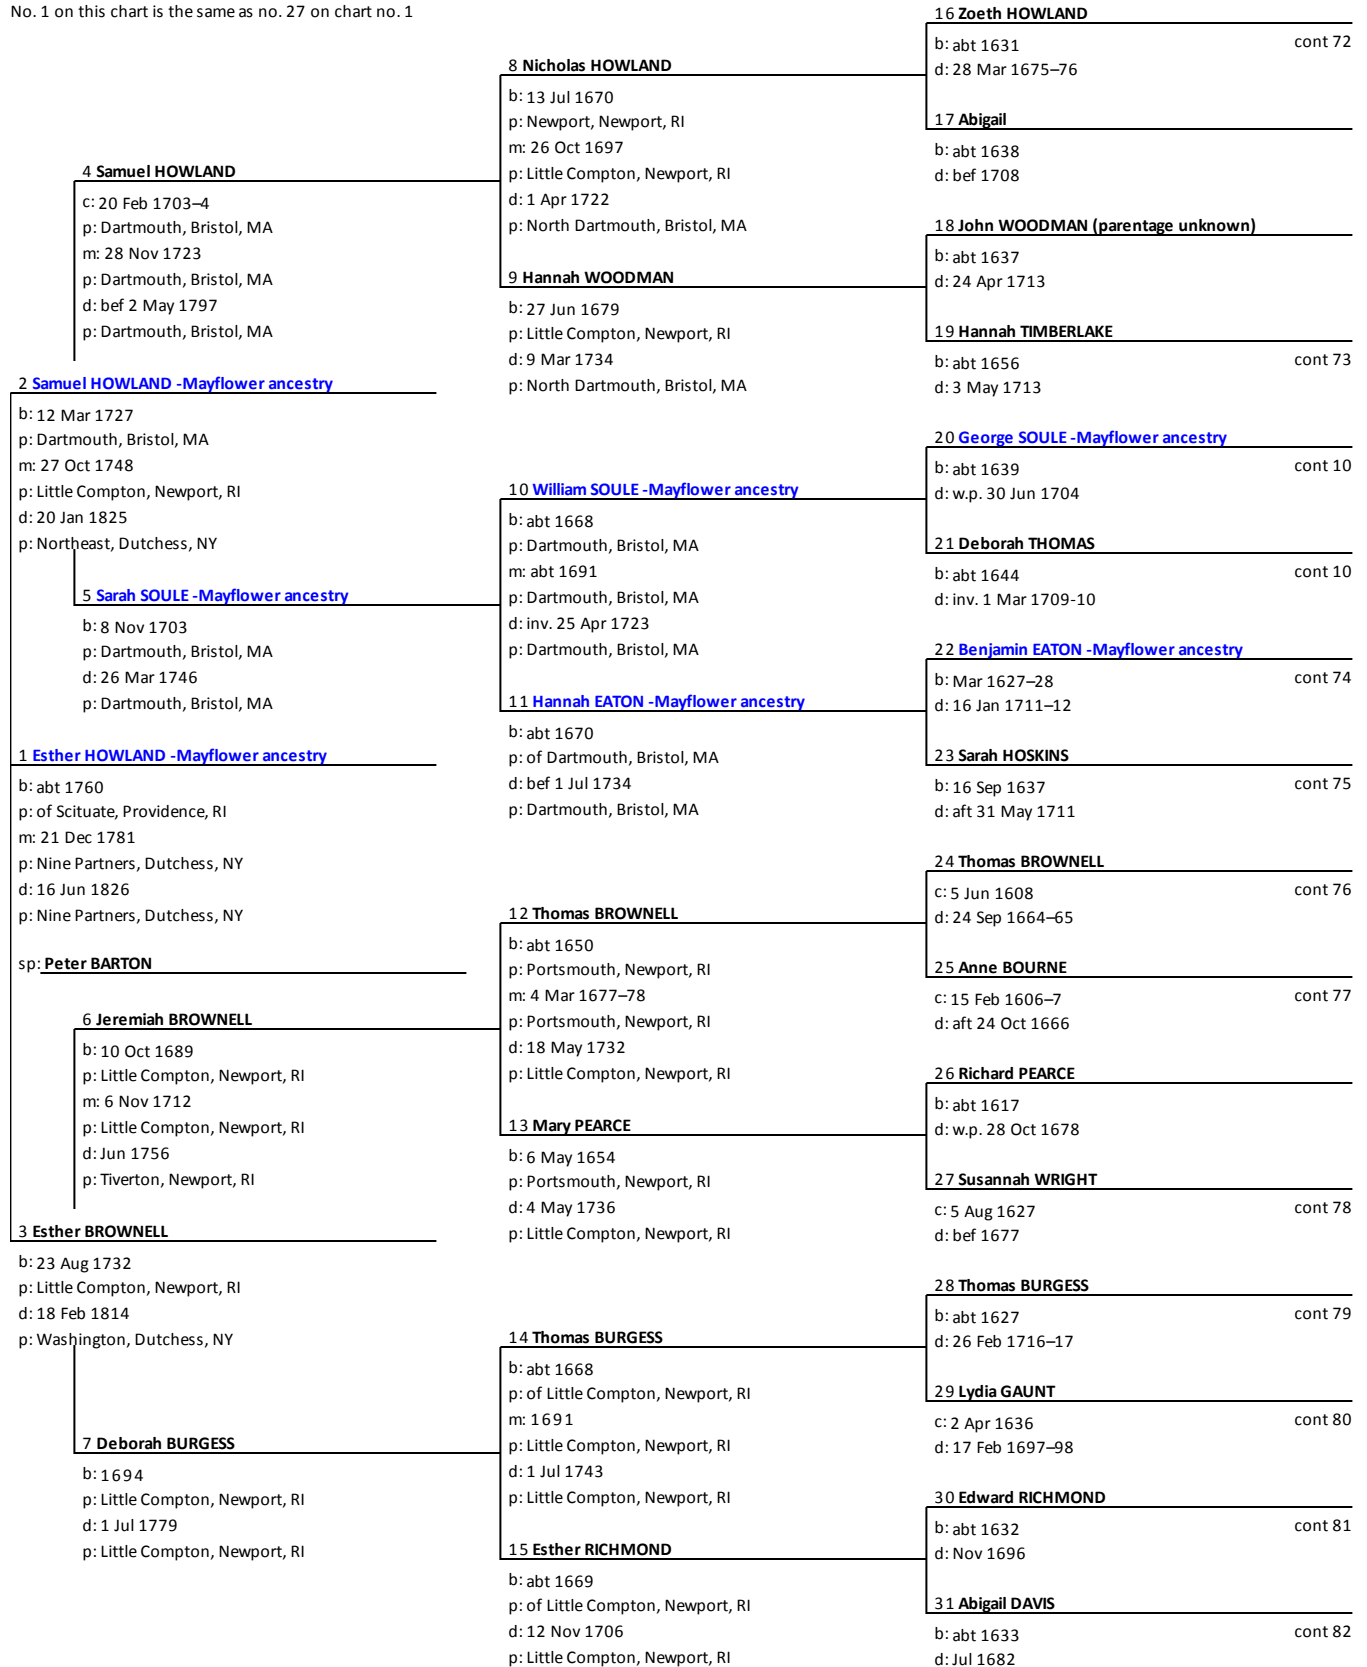 No. 1 on this chart is the same as no. 27 on chart no. 1
16 Zoeth HOWLAND
b: abt 1631 cont 72
d: 28 Mar 1675–76
8 Nicholas HOWLAND
b: 13 Jul 1670
p: Newport, Newport, RI
m: 26 Oct 1697
p: Little Compton, Newport, RI
d: 1 Apr 1722
p: North Dartmouth, Bristol, MA
17 Abigail
b: abt 1638
d: bef 1708
4 Samuel HOWLAND
c: 20 Feb 1703–4
p: Dartmouth, Bristol, MA
m: 28 Nov 1723
p: Dartmouth, Bristol, MA
d: bef 2 May 1797
p: Dartmouth, Bristol, MA
18 John WOODMAN (parentage unknown)
b: abt 1637
d: 24 Apr 1713
9 Hannah WOODMAN
b: 27 Jun 1679
p: Little Compton, Newport, RI
d: 9 Mar 1734
p: North Dartmouth, Bristol, MA
19 Hannah TIMBERLAKE
b: abt 1656 cont 73
d: 3 May 1713
2 Samuel HOWLAND -Mayflower ancestry
b: 12 Mar 1727
p: Dartmouth, Bristol, MA
m: 27 Oct 1748
p: Little Compton, Newport, RI
d: 20 Jan 1825
p: Northeast, Dutchess, NY
20 George SOULE -Mayflower ancestry
b: abt 1639 cont 10
d: w.p. 30 Jun 1704
10 William SOULE -Mayflower ancestry
b: abt 1668
p: Dartmouth, Bristol, MA
m: abt 1691
p: Dartmouth, Bristol, MA
d: inv. 25 Apr 1723
p: Dartmouth, Bristol, MA
21 Deborah THOMAS
b: abt 1644 cont 10
d: inv. 1 Mar 1709-10
5 Sarah SOULE -Mayflower ancestry
b: 8 Nov 1703
p: Dartmouth, Bristol, MA
d: 26 Mar 1746
p: Dartmouth, Bristol, MA
22 Benjamin EATON -Mayflower ancestry
b: Mar 1627–28 cont 74
d: 16 Jan 1711–12
11 Hannah EATON -Mayflower ancestry
b: abt 1670
p: of Dartmouth, Bristol, MA
d: bef 1 Jul 1734
p: Dartmouth, Bristol, MA
23 Sarah HOSKINS
b: 16 Sep 1637 cont 75
d: aft 31 May 1711
1 Esther HOWLAND -Mayflower ancestry
b: abt 1760
p: of Scituate, Providence, RI
m: 21 Dec 1781
p: Nine Partners, Dutchess, NY
d: 16 Jun 1826
p: Nine Partners, Dutchess, NY
sp: Peter BARTON
24 Thomas BROWNELL
c: 5 Jun 1608 cont 76
d: 24 Sep 1664–65
12 Thomas BROWNELL
b: abt 1650
p: Portsmouth, Newport, RI
m: 4 Mar 1677–78
p: Portsmouth, Newport, RI
d: 18 May 1732
p: Little Compton, Newport, RI
25 Anne BOURNE
c: 15 Feb 1606–7 cont 77
d: aft 24 Oct 1666
6 Jeremiah BROWNELL
b: 10 Oct 1689
p: Little Compton, Newport, RI
m: 6 Nov 1712
p: Little Compton, Newport, RI
d: Jun 1756
p: Tiverton, Newport, RI
26 Richard PEARCE
b: abt 1617
d: w.p. 28 Oct 1678
13 Mary PEARCE
b: 6 May 1654
p: Portsmouth, Newport, RI
d: 4 May 1736
p: Little Compton, Newport, RI
27 Susannah WRIGHT
c: 5 Aug 1627 cont 78
d: bef 1677
3 Esther BROWNELL
b: 23 Aug 1732
p: Little Compton, Newport, RI
d: 18 Feb 1814
p: Washington, Dutchess, NY
28 Thomas BURGESS
b: abt 1627 cont 79
d: 26 Feb 1716–17
14 Thomas BURGESS
b: abt 1668
p: of Little Compton, Newport, RI
m: 1691
p: Little Compton, Newport, RI
d: 1 Jul 1743
p: Little Compton, Newport, RI
29 Lydia GAUNT
c: 2 Apr 1636 cont 80
d: 17 Feb 1697–98
7 Deborah BURGESS
b: 1694
p: Little Compton, Newport, RI
d: 1 Jul 1779
p: Little Compton, Newport, RI
30 Edward RICHMOND
b: abt 1632 cont 81
d: Nov 1696
15 Esther RICHMOND
b: abt 1669
p: of Little Compton, Newport, RI
d: 12 Nov 1706
p: Little Compton, Newport, RI
31 Abigail DAVIS
b: abt 1633 cont 82
d: Jul 1682